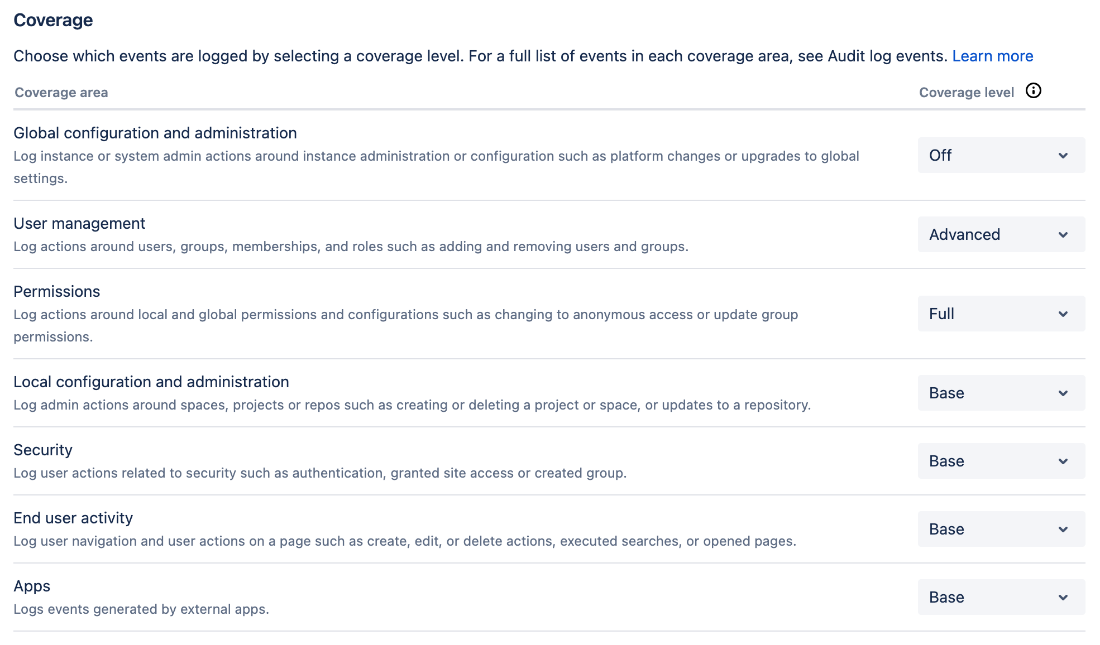 Coverage
Choose which events are logged by selecting a coverage level. For a full list of events in each coverage area, see Audit log events. Learn more
Coverage area
Coverage level
Global configuration and administration
Log instance or system admin actions around instance administration or configuration such as platform changes or upgrades to global
settings.
Off
User management
Log actions around users, groups, memberships, and roles such as adding and removing users and groups.
Advanced
Permissions
Log actions around local and global permissions and configurations such as changing to anonymous access or update group
permissions.
Full
Local configuration and administration
Log admin actions around spaces, projects or repos such as creating or deleting a project or space, or updates to a repository.
Base
Security
Log user actions related to security such as authentication, granted site access or created group.
Base
End user activity
Log user navigation and user actions on a page such as create, edit, or delete actions, executed searches, or opened pages.
Base
Apps
Logs events generated by external apps.
Base